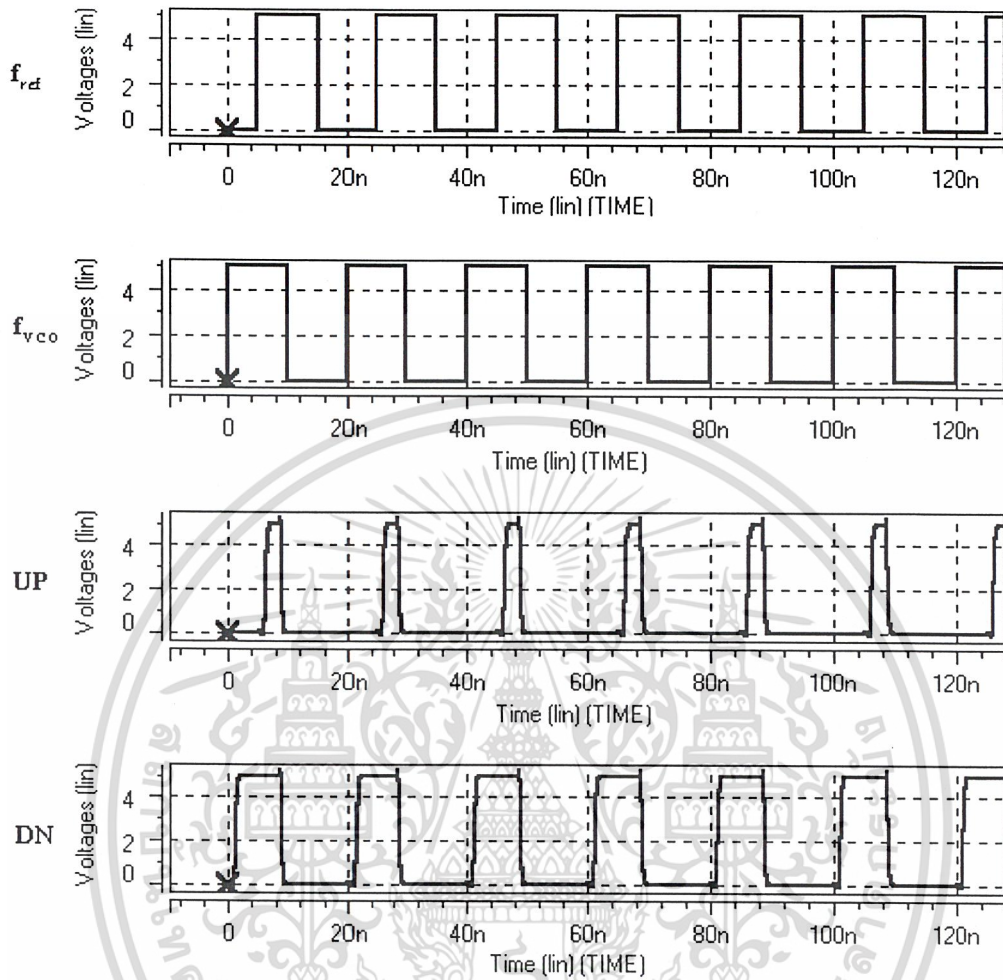 f_ref
Voltages (lin)
4
2
0
0 20n 40n 60n 80n 100n 120n
Time (lin) (TIME)
f_vco
Voltages (lin)
4
2
0
0 20n 40n 60n 80n 100n 120n
Time (lin) (TIME)
UP
Voltages (lin)
4
2
0
0 20n 40n 60n 80n 100n 120n
Time (lin) (TIME)
DN
Voltages (lin)
4
2
0
0 20n 40n 60n 80n 100n 120n
Time (lin) (TIME)